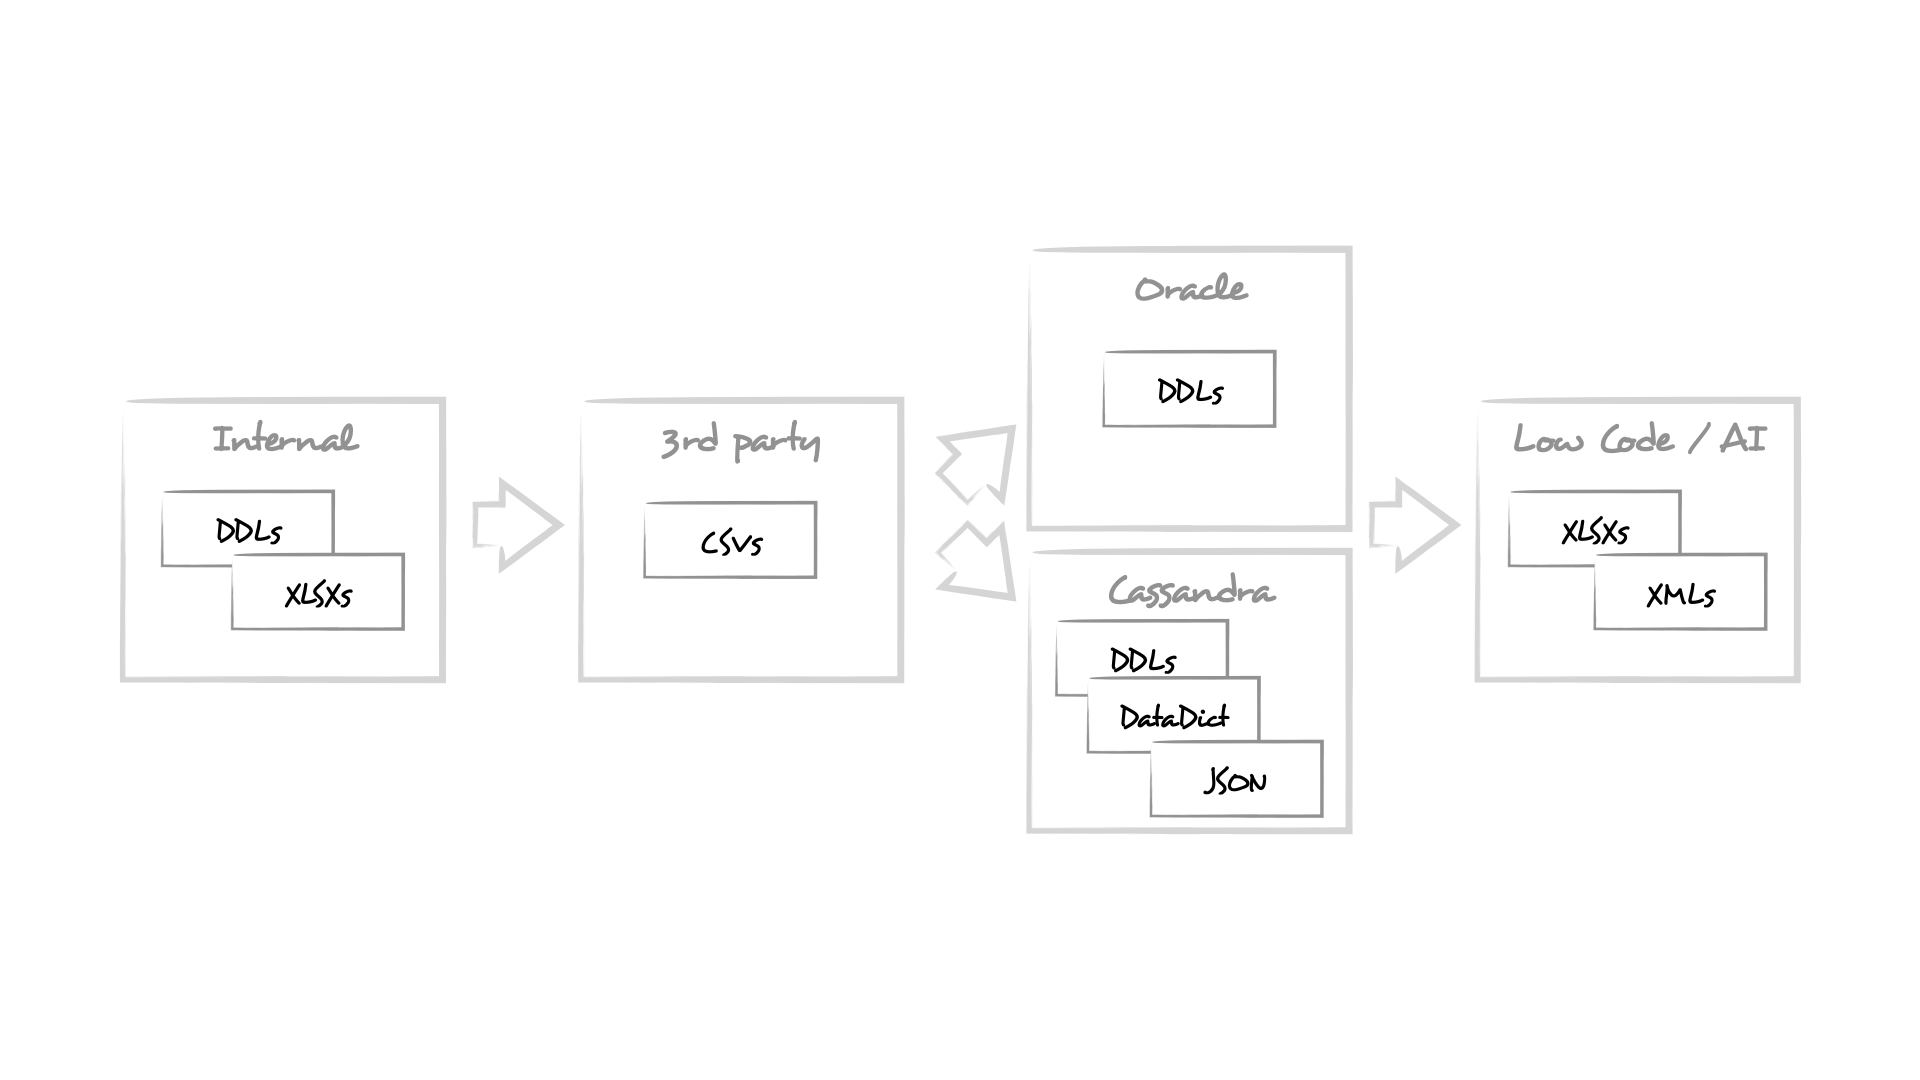 Internal
DDLs
XLSXs
3rd party
CSVs
Oracle
DDLs
Cassandra
DDLs
DataDict
JSON
Low Code / AI
XLSXs
XMLs